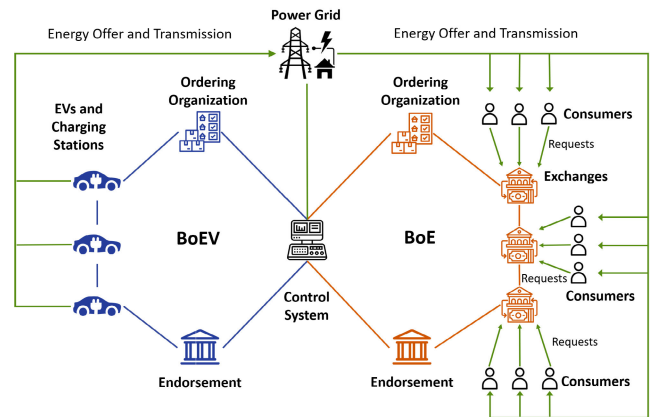 Power Grid
Energy Offer and Transmission
Energy Offer and Transmission
EVs and
Charging
Stations
Ordering
Organization
Ordering
Organization
Consumers
Requests
Exchanges
BoEV
BoE
Control
System
Requests
Consumers
Requests
Endorsement
Endorsement
Consumers